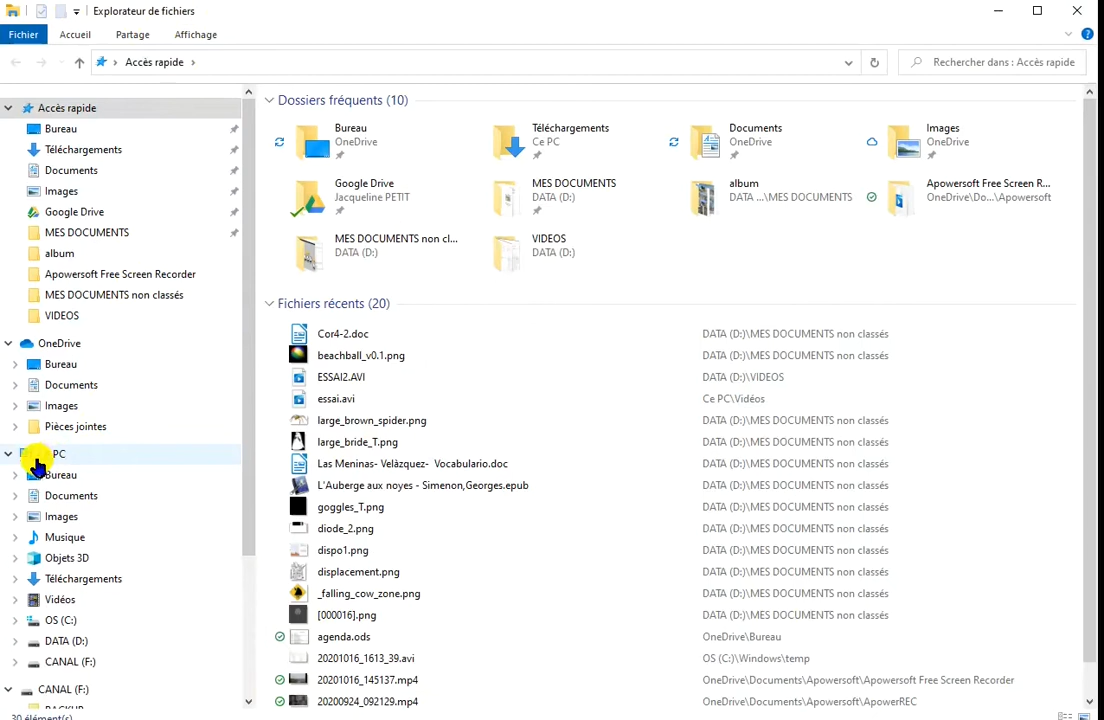 Explorateur de fichiers
Fichier Accueil Partage Affichage
Accès rapide
Rechercher dans : Accès rapide
Accès rapide
Bureau
Téléchargements
Documents
Images
Google Drive
MES DOCUMENTS
album
Apowersoft Free Screen Recorder
MES DOCUMENTS non classés
VIDEOS
OneDrive
Bureau
Documents
Images
Pièces jointes
PC
Bureau
Documents
Images
Musique
Objets 3D
Téléchargements
Vidéos
OS (C:)
DATA (D:)
CANAL (F:)
CANAL (F:)
BACKUP
30 élément(s)
Dossiers fréquents (10)
Bureau
OneDrive
Téléchargements
Ce PC
Documents
OneDrive
Images
OneDrive
Google Drive
Jacqueline PETIT
MES DOCUMENTS
DATA (D:)
album
DATA ...\MES DOCUMENTS
Apowersoft Free Screen R...
OneDrive\Do...\Apowersoft
MES DOCUMENTS non cl...
DATA (D:)
VIDEOS
DATA (D:)
Fichiers récents (20)
Cor4-2.doc DATA (D:)\MES DOCUMENTS non classés
beachball_v0.1.png DATA (D:)\MES DOCUMENTS non classés
ESSAI2.AVI DATA (D:)\VIDEOS
essai.avi Ce PC\Vidéos
large_brown_spider.png DATA (D:)\MES DOCUMENTS non classés
large_bride_T.png DATA (D:)\MES DOCUMENTS non classés
Las Meninas- Velàzquez- Vocabulario.doc DATA (D:)\MES DOCUMENTS non classés
L'Auberge aux noyes - Simenon,Georges.epub DATA (D:)\MES DOCUMENTS non classés
goggles_T.png DATA (D:)\MES DOCUMENTS non classés
diode_2.png DATA (D:)\MES DOCUMENTS non classés
dispo1.png DATA (D:)\MES DOCUMENTS non classés
displacement.png DATA (D:)\MES DOCUMENTS non classés
_falling_cow_zone.png DATA (D:)\MES DOCUMENTS non classés
[000016].png DATA (D:)\MES DOCUMENTS non classés
agenda.ods OneDrive\Bureau
20201016_1613_39.avi OS (C:)\Windows\temp
20201016_145137.mp4 OneDrive\Documents\Apowersoft\Apowersoft Free Screen Recorder
20200924_092129.mp4 OneDrive\Documents\Apowersoft\ApowerREC